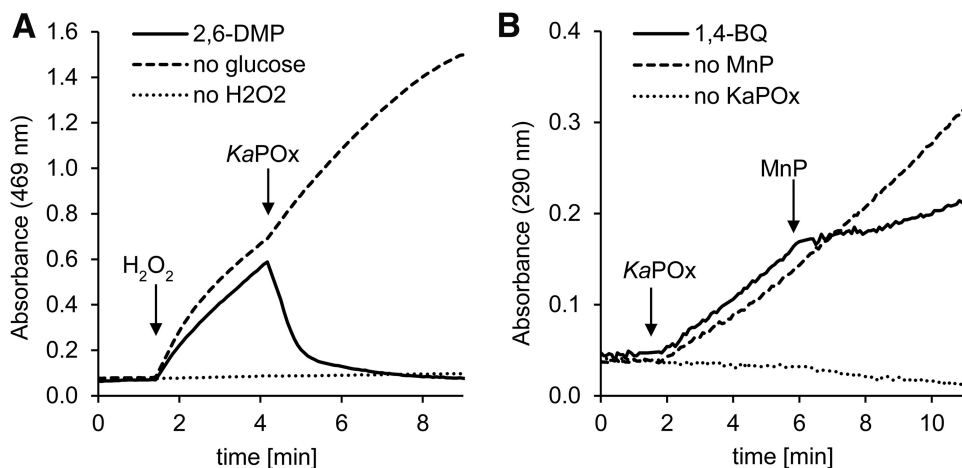 A
2,6-DMP
no glucose
no H2O2
KaPOx
H₂O₂
Absorbance (469 nm)
1.6
1.4
1.2
1.0
0.8
0.6
0.4
0.2
0.0
0 2 4 6 8
time [min]
B
1,4-BQ
no MnP
no KaPOx
MnP
KaPOx
Absorbance (290 nm)
0.4
0.3
0.2
0.1
0.0
0 2 4 6 8 10
time [min]